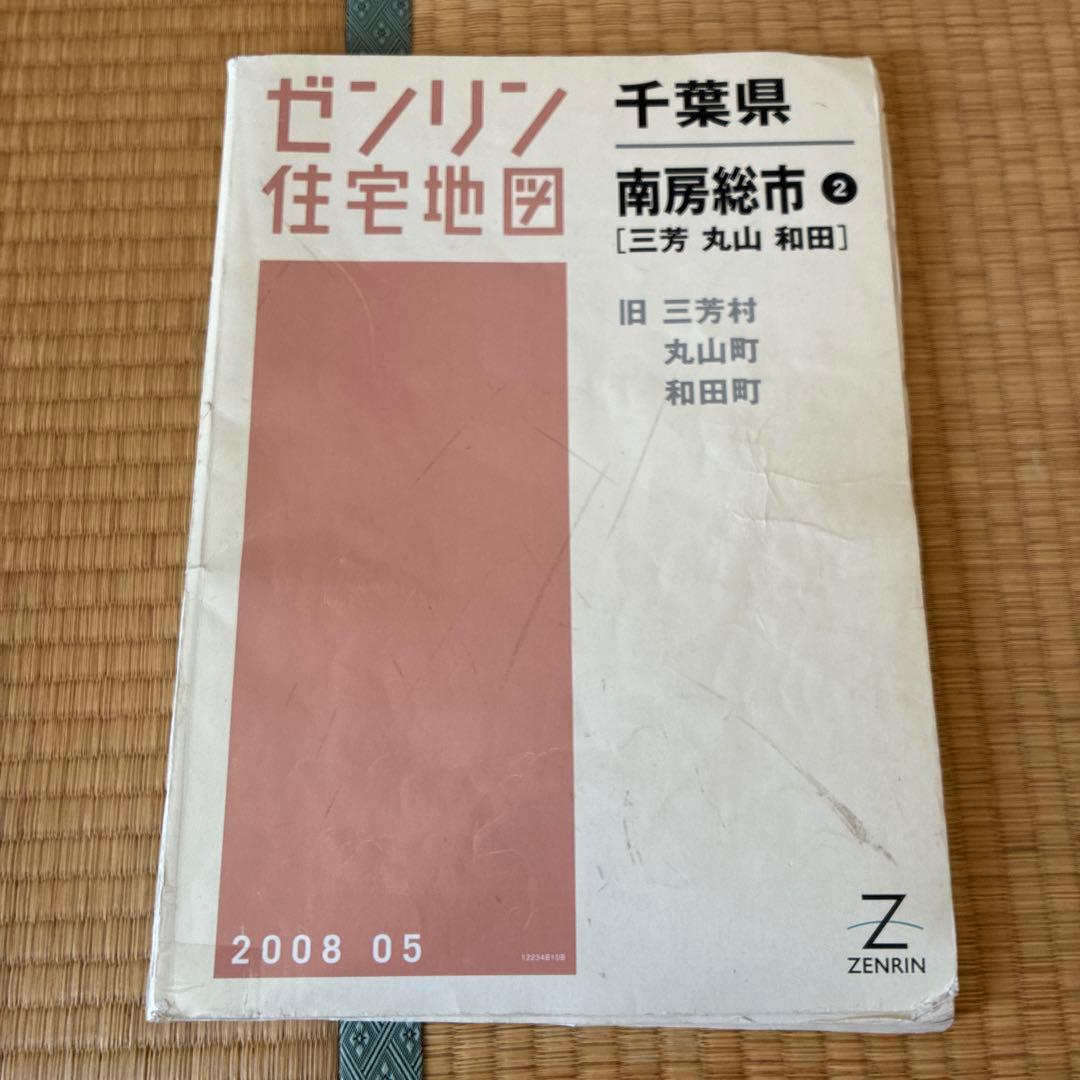 ゼンリン
住宅地図
千葉県
南房総市 ❷
[三芳 丸山 和田]
旧 三芳村
丸山町
和田町
2008 05
12234B10B
Z
ZENRIN